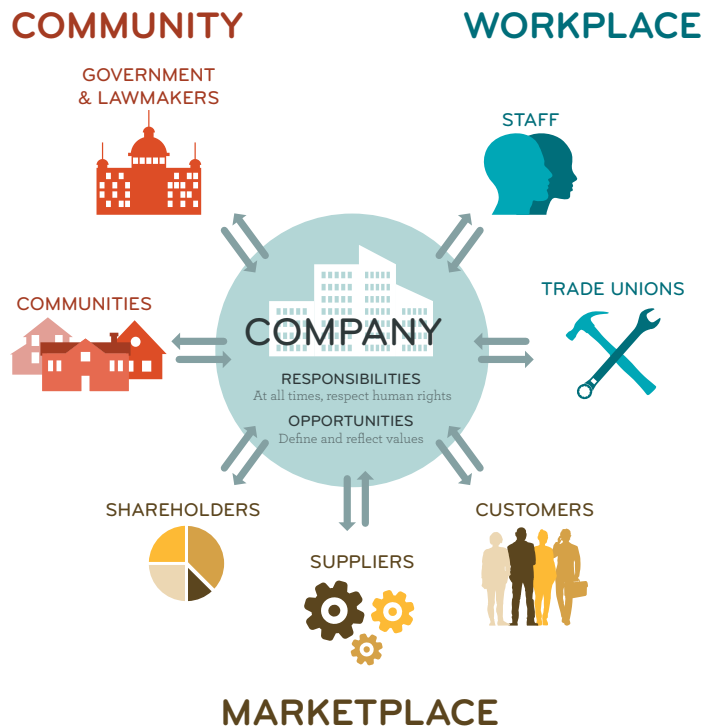 COMMUNITY
WORKPLACE
GOVERNMENT
& LAWMAKERS
STAFF
COMMUNITIES
TRADE UNIONS
COMPANY
RESPONSIBILITIES
At all times, respect human rights
OPPORTUNITIES
Define and reflect values
SHAREHOLDERS
CUSTOMERS
SUPPLIERS
MARKETPLACE